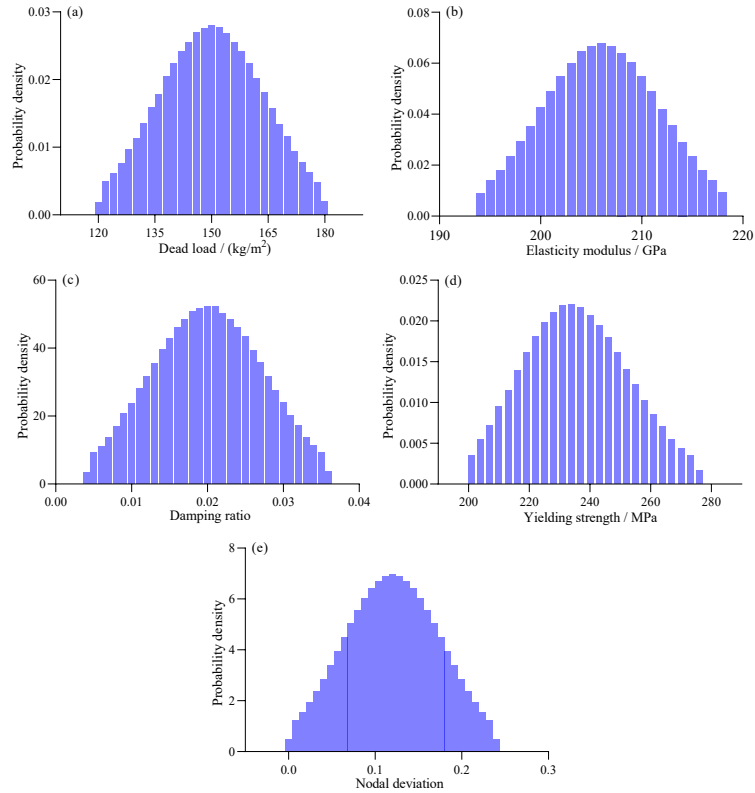 (a)
0.03
0.02
0.01
0.00
Probability density
120 135 150 165 180
Dead load / (kg/m²)
(b)
0.08
0.06
0.04
0.02
0.00
Probability density
190 200 210 220
Elasticity modulus / GPa
(c)
60
40
20
0
Probability density
0.00 0.01 0.02 0.03 0.04
Damping ratio
(d)
0.025
0.020
0.015
0.010
0.005
0.000
Probability density
200 220 240 260 280
Yielding strength / MPa
(e)
8
6
4
2
0
Probability density
0.0 0.1 0.2 0.3
Nodal deviation